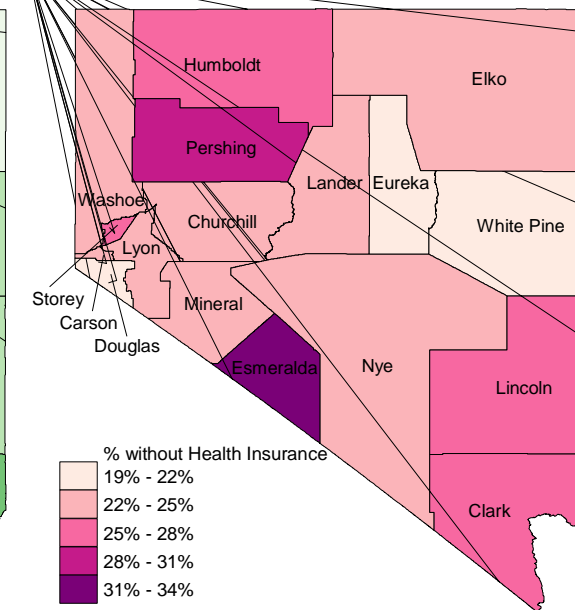 Humboldt
Elko
Pershing
Lander
Eureka
Washoe
Churchill
White Pine
Lyon
Storey
Mineral
Carson
Douglas
Esmeralda
Nye
Lincoln
Clark
% without Health Insurance
19% - 22%
22% - 25%
25% - 28%
28% - 31%
31% - 34%